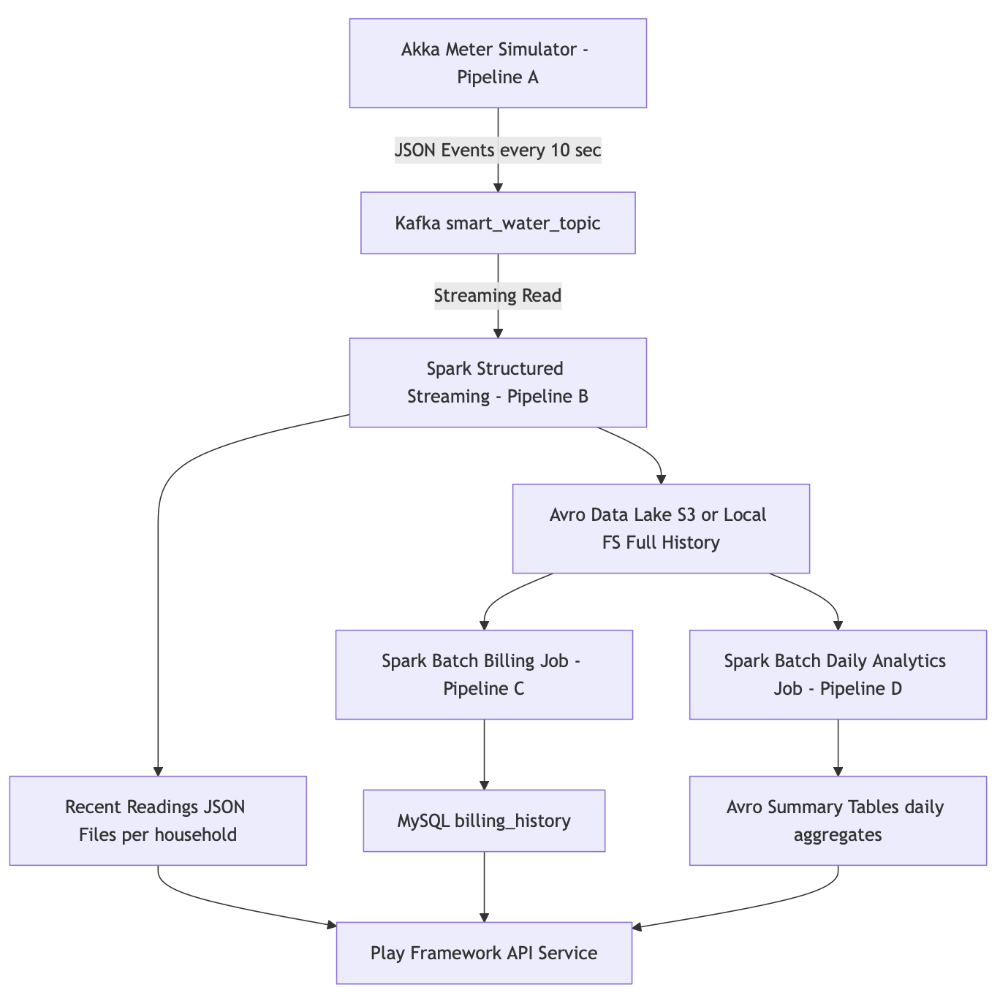 Akka Meter Simulator -
Pipeline A
JSON Events every 10 sec
Kafka smart_water_topic
Streaming Read
Spark Structured
Streaming - Pipeline B
Avro Data Lake S3 or Local
FS Full History
Spark Batch Billing Job -
Pipeline C
Spark Batch Daily Analytics
Job - Pipeline D
Recent Readings JSON
Files per household
MySQL billing_history
Avro Summary Tables daily
aggregates
Play Framework API Service